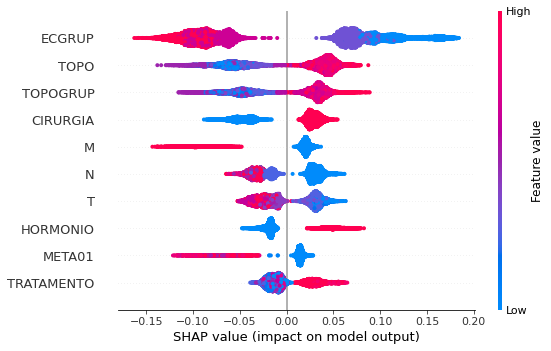 High
ECGRUP
TOPO
TOPOGRUP
CIRURGIA
M
N
T
HORMONIO
META01
TRATAMENTO
Feature value
Low
−0.15 −0.10 −0.05 0.00 0.05 0.10 0.15 0.20
SHAP value (impact on model output)